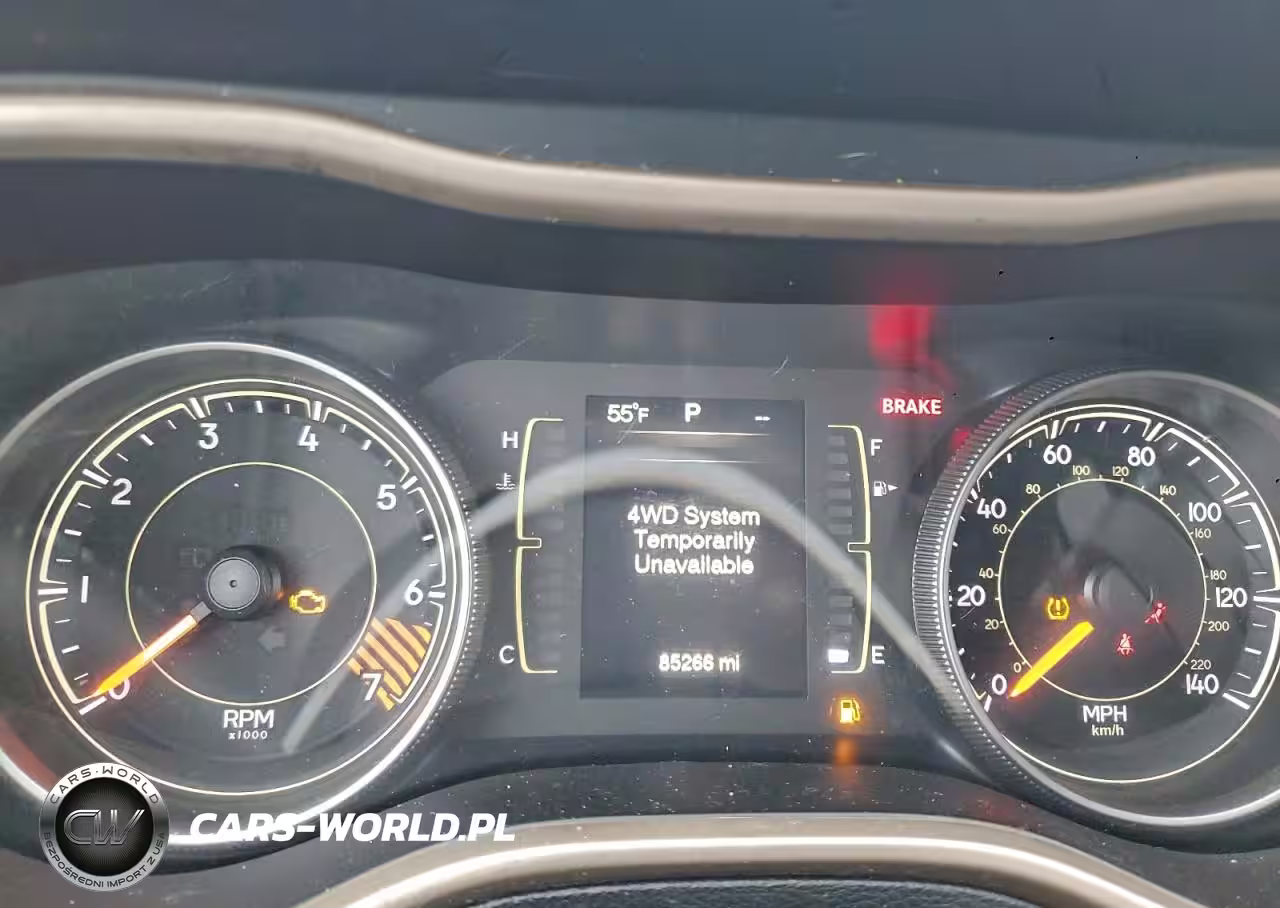 55°F P --
BRAKE
H
F
4WD System
Temporarily
Unavailable
C
E
85266 mi
0 1 2 3 4 5 6 7
RPM
x1000
0 20 40 60 80 100 120 140
0 20 40 60 80 100 120 140 160 180 200 220
MPH
km/h
CARS-WORLD
CW
BEZPOŚREDNI IMPORT Z USA
CARS-WORLD.PL